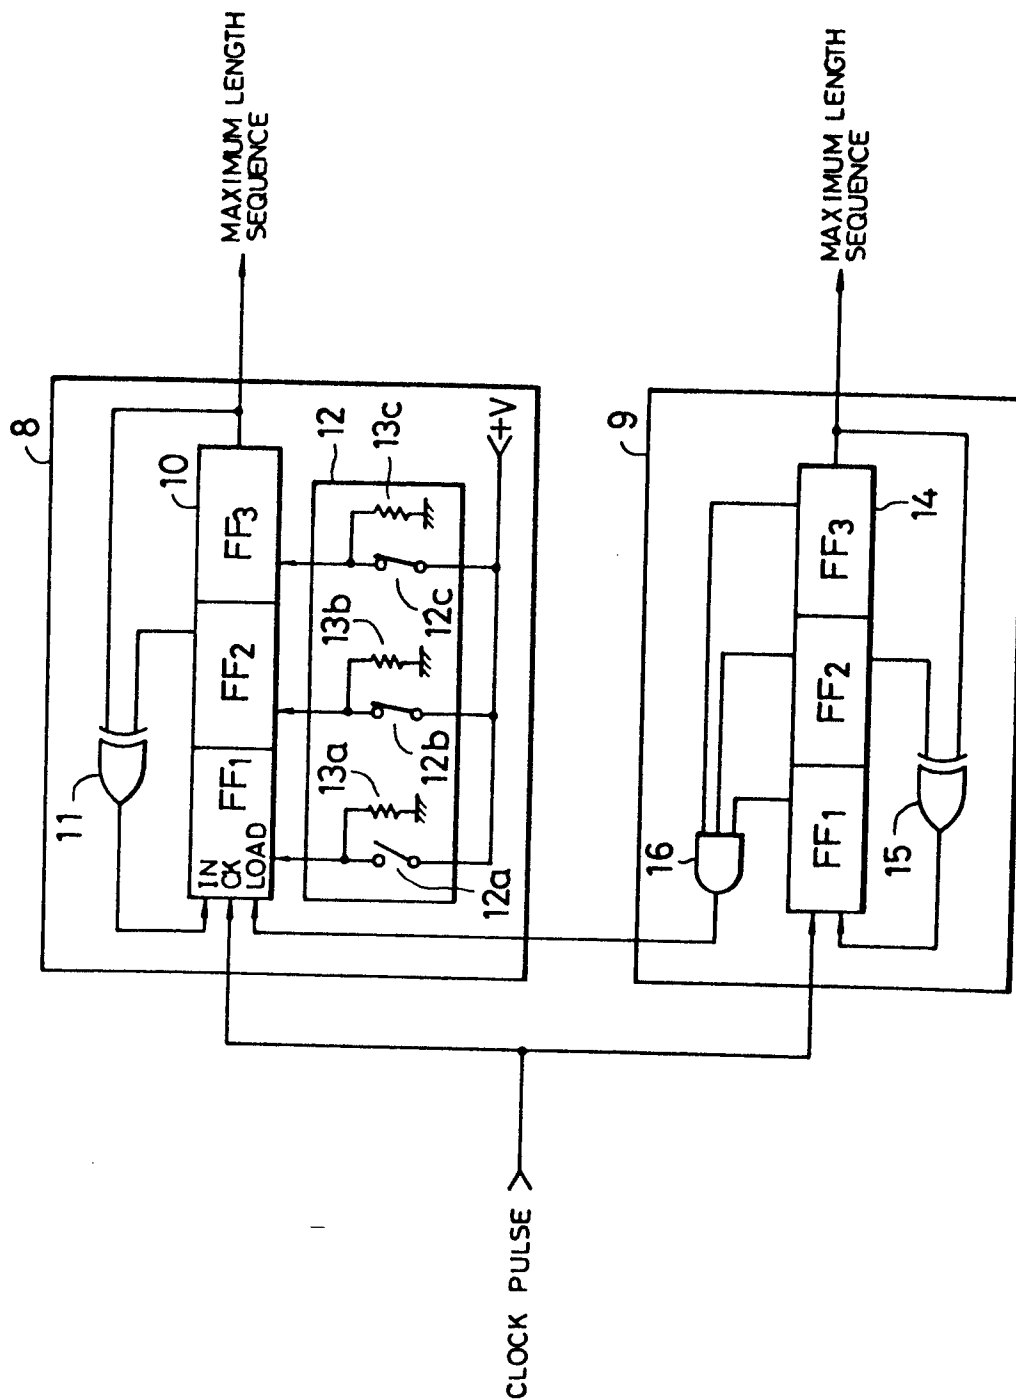 8
11
10
MAXIMUM LENGTH
SEQUENCE
IN
CK
LOAD
FF1
FF2
FF3
12
13a
13b
13c
12a
12b
12c
+V
CLOCK PULSE
9
16
FF1
FF2
FF3
14
15
MAXIMUM LENGTH
SEQUENCE